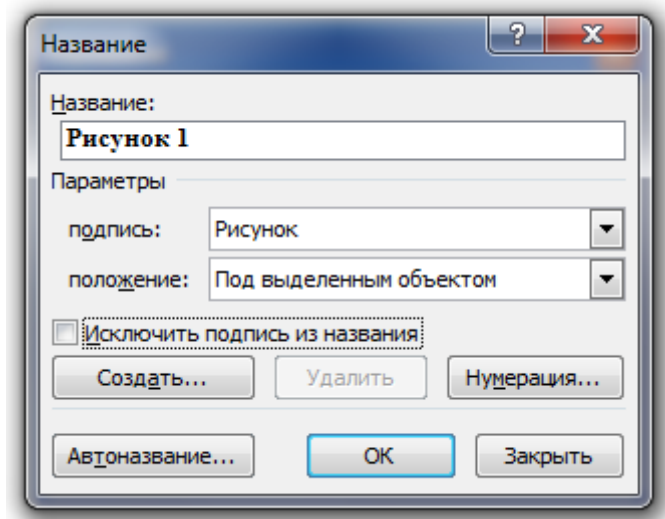 Название
?
Название:
Рисунок 1
Параметры
подпись: Рисунок
положение: Под выделенным объектом
Исключить подпись из названия
Создать... Удалить Нумерация...
Автоназвание... ОК Закрыть